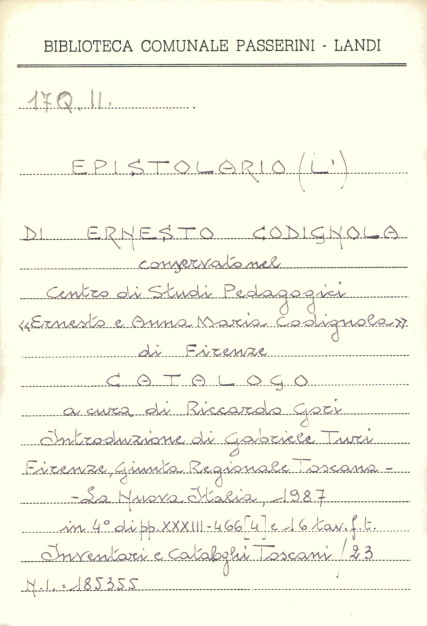 BIBLIOTECA COMUNALE PASSERINI - LANDI
17Q. II.
EPISTOLARIO (L')
DI ERNESTO CODIGNOLA
conservato nel
Centro di Studi Pedagogici
«Ernesto e Anna Maria Codignola»
di Firenze
CATALOGO
a cura di Riccardo Gori
Introduzione di Gabriele Turi
Firenze, Giunta Regionale Toscana -
- La Nuova Italia, 1987
in 4° di pp. XXXIII-466[4] e 16 tav. f. t.
Inventari e Cataloghi Toscani / 23
N. I. = 185355